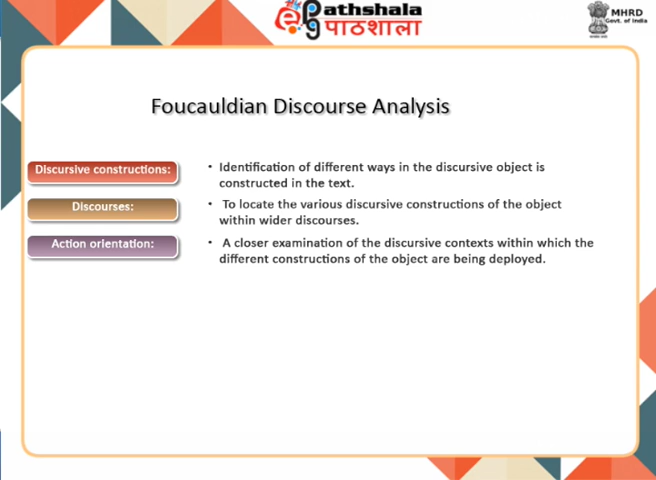 ePG Pathshala
पाठशाला
MHRD
Govt. of India
Foucauldian Discourse Analysis
Discursive constructions:
• Identification of different ways in the discursive object is
constructed in the text.
Discourses:
• To locate the various discursive constructions of the object
within wider discourses.
Action orientation:
• A closer examination of the discursive contexts within which the
different constructions of the object are being deployed.